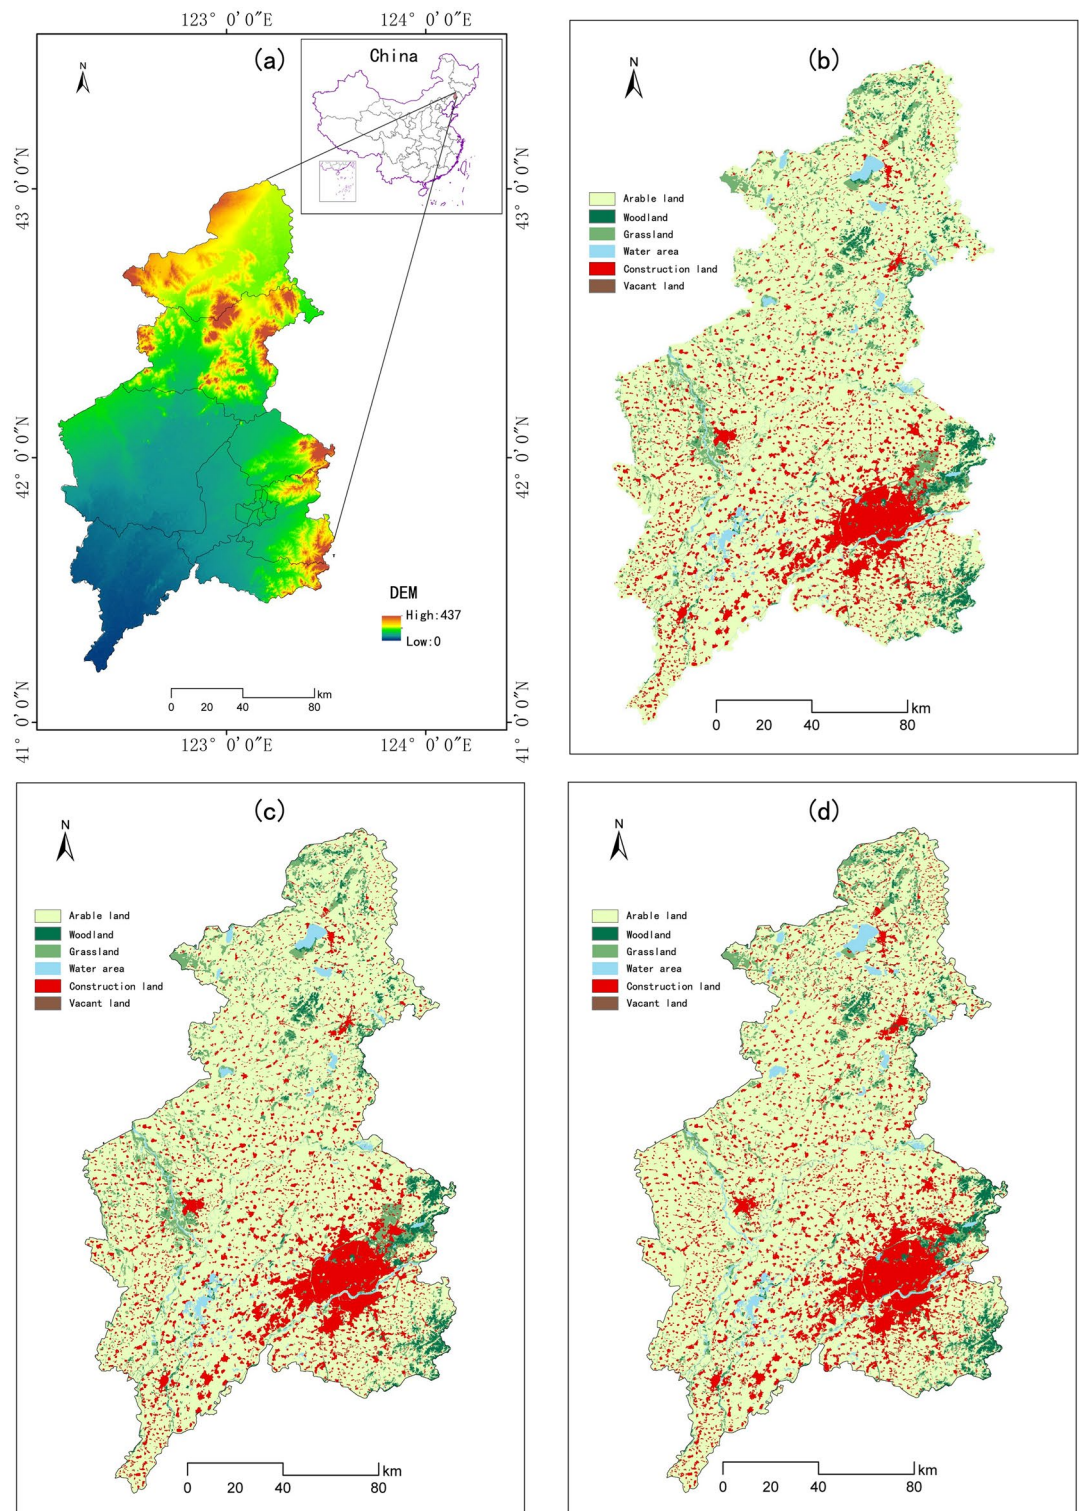 123° 0'0"E
124° 0'0"E
(a)
China
N
43° 0'0"N
43° 0'0"N
42° 0'0"N
42° 0'0"N
41° 0'0"N
41° 0'0"N
DEM
High:437
Low:0
km
0 20 40 80
123° 0'0"E
124° 0'0"E
(b)
N
Arable land
Woodland
Grassland
Water area
Construction land
Vacant land
km
0 20 40 80
(c)
N
Arable land
Woodland
Grassland
Water area
Construction land
Vacant land
km
0 20 40 80
(d)
N
Arable land
Woodland
Grassland
Water area
Construction land
Vacant land
km
0 20 40 80